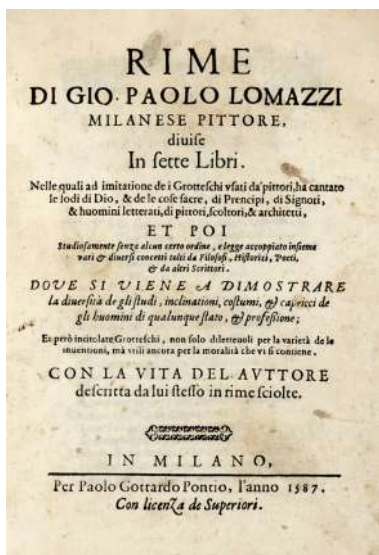 RIME
DI GIO. PAOLO LOMAZZI
MILANESE PITTORE,
diuise
In sette Libri.
Nelle quali ad imitatione de i Grotteschi vsati da' pittori, ha cantato
le lodi di Dio, & de le cose sacre, di Prencipi, di Signori,
& huomini letterati, di pittori, scoltori, & architetti,
ET POI
Studiosamente senza alcun certo ordine, e legge accoppiato insieme
vari & diuersi concetti tolti da Filosofi, Historici, Poeti,
& da altri Scrittori.
DOVE SI VIENE A DIMOSTRARE
la diuersità de gli studi, inclinationi, costumi, & capricci de
gli huomini di qualunque stato, & professione;
Et però intitolate Grotteschi, non solo diletteuoli per la varietà de le
inuentioni, mà vtili ancora per la moralità che vi si contiene.
CON LA VITA DEL AVTTORE
descritta da lui stesso in rime sciolte.
IN MILANO,
Per Paolo Gottardo Pontio, l'anno 1587.
Con licenza de Superiori.